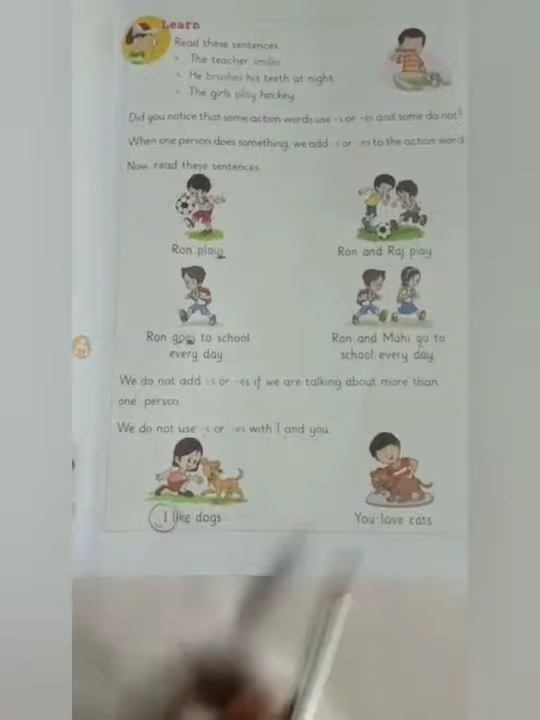 Learn
Read these sentences.
• The teacher smiles.
• He brushes his teeth at night.
• The girls play hockey.
Did you notice that some action words use -s or -es and some do not?
When one person does something, we add -s or -es to the action word.
Now, read these sentences.
Ron plays
Ron and Raj play
Ron goes to school
every day
Ron and Mahi go to
school every day
We do not add -s or -es if we are talking about more than
one person.
We do not use -s or -es with I and you.
I like dogs
You love cats